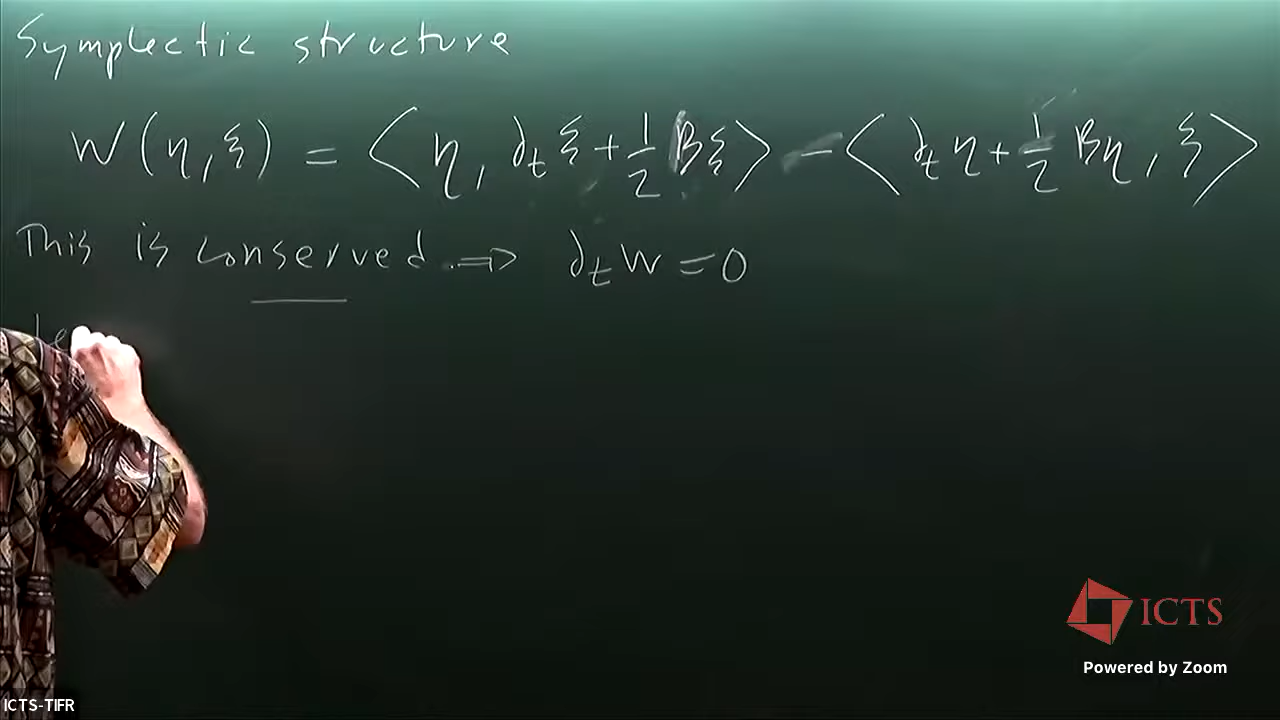 Symplectic structure
W(η,ξ) = ⟨η, ∂ₜξ + 1/2 Bξ⟩ − ⟨∂ₜη + 1/2 Bη, ξ⟩
This is conserved. ⇒ ∂ₜW = 0
ICTS
Powered by Zoom
ICTS-TIFR